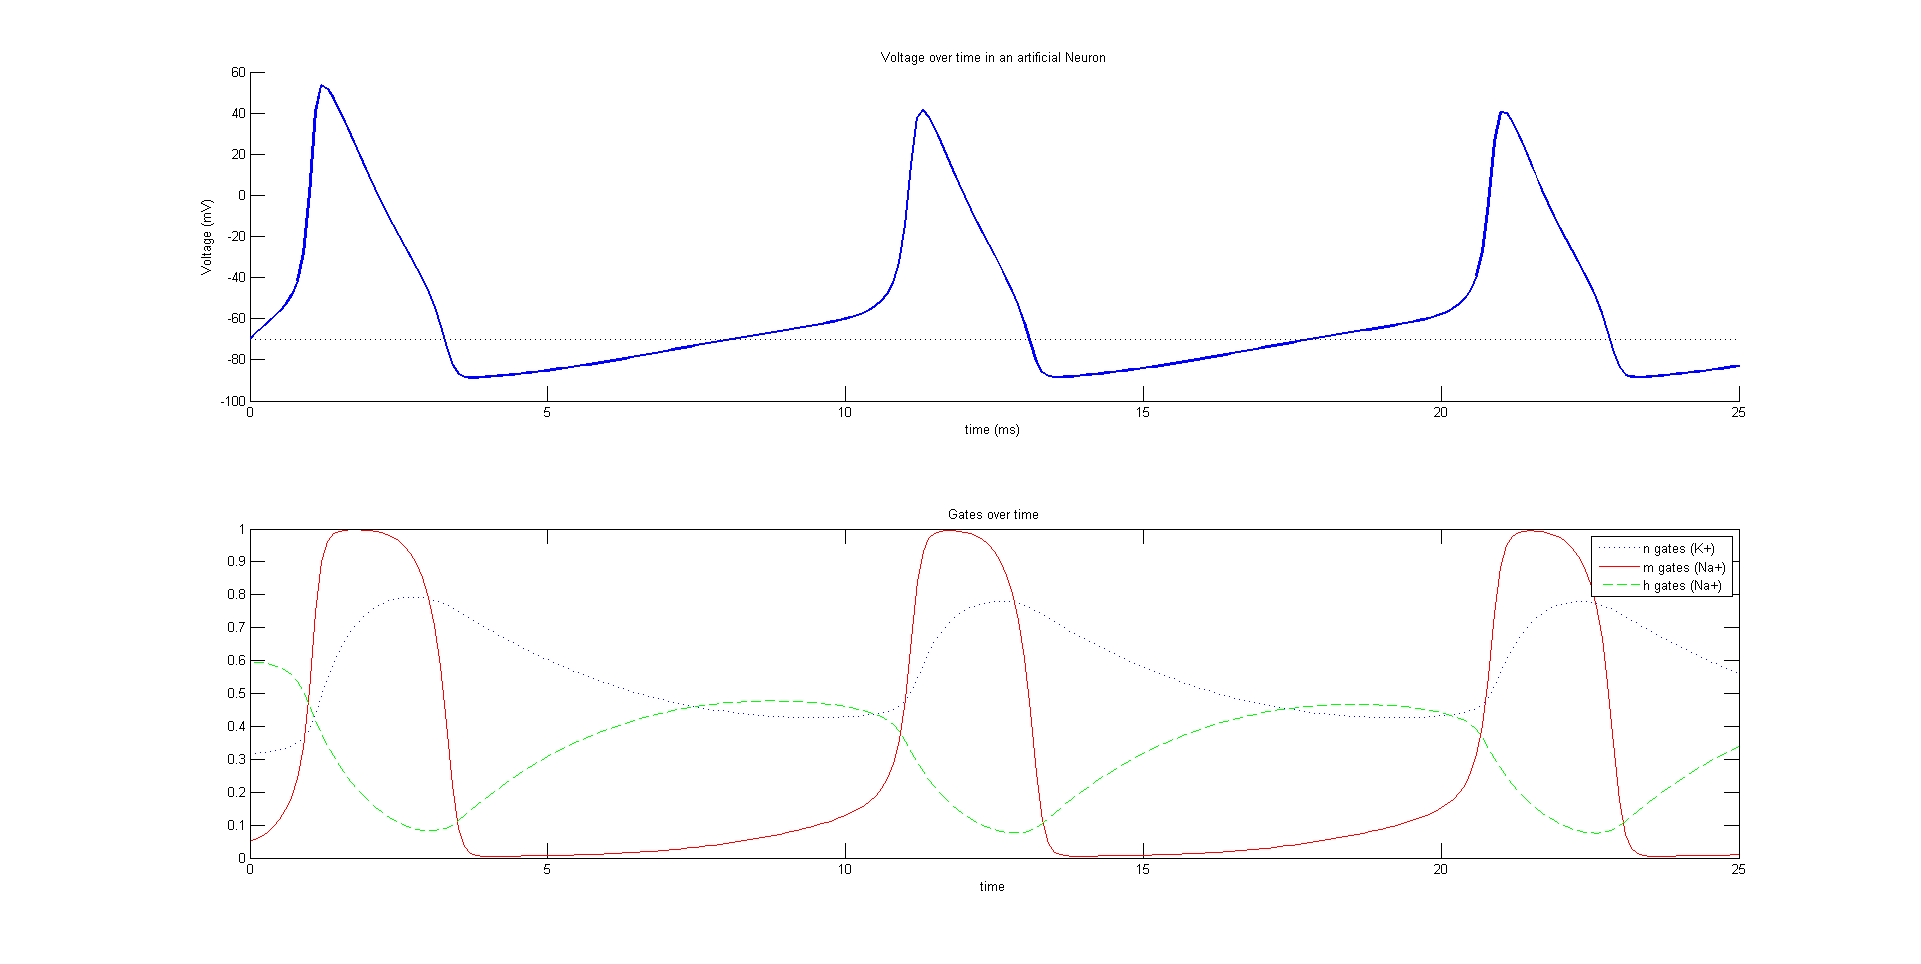 Voltage over time in an artificial Neuron
60
40
20
0
-20
-40
-60
-80
-100
Voltage (mV)
0 5 10 15 20 25
time (ms)
Gates over time
1
0.9
0.8
0.7
0.6
0.5
0.4
0.3
0.2
0.1
0
n gates (K+)
m gates (Na+)
h gates (Na+)
0 5 10 15 20 25
time